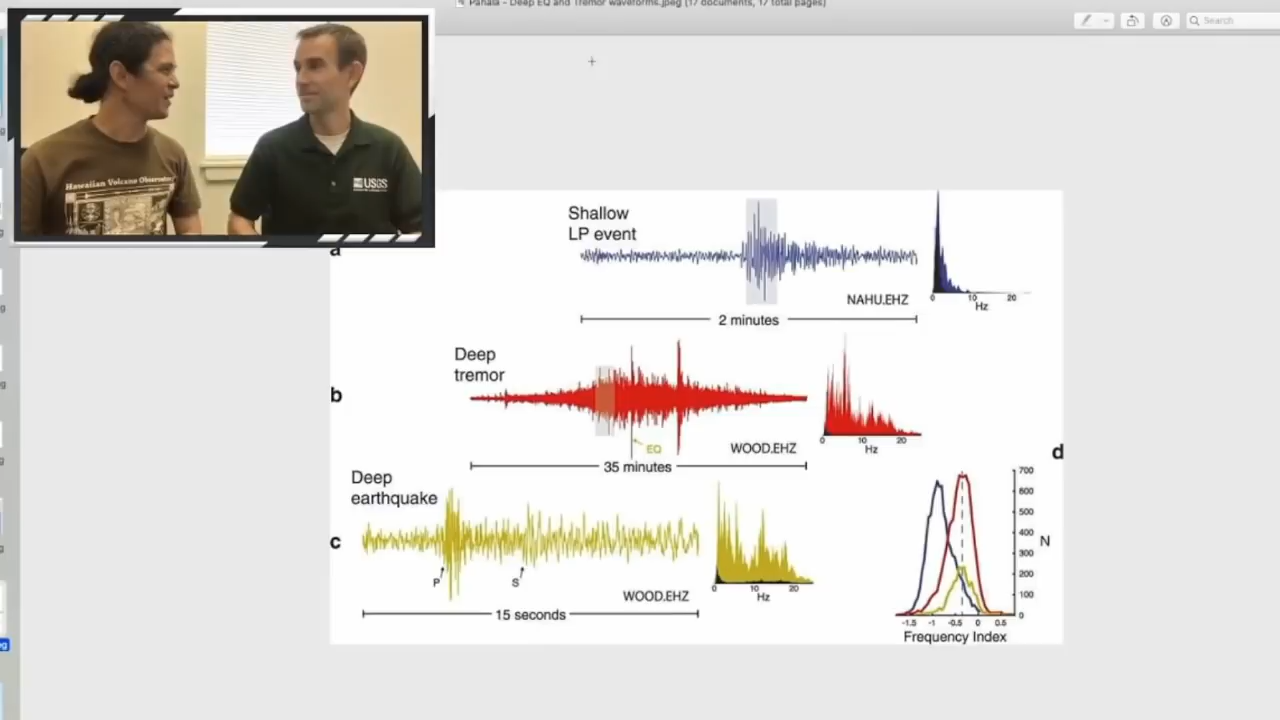 Pahala - Deep EQ and Tremor waveforms.jpeg (17 documents, 17 total pages)
Search
Hawaiian Volcano Observatory
USGS
a
Shallow
LP event
NAHU.EHZ
0 10 20
Hz
2 minutes
b
Deep
tremor
EQ
WOOD.EHZ
0 10 20
Hz
35 minutes
c
Deep
earthquake
P
S
WOOD.EHZ
0 10 20
Hz
15 seconds
d
700
600
500
400
300
200
100
0
N
-1.5 -1 -0.5 0 0.5
Frequency Index